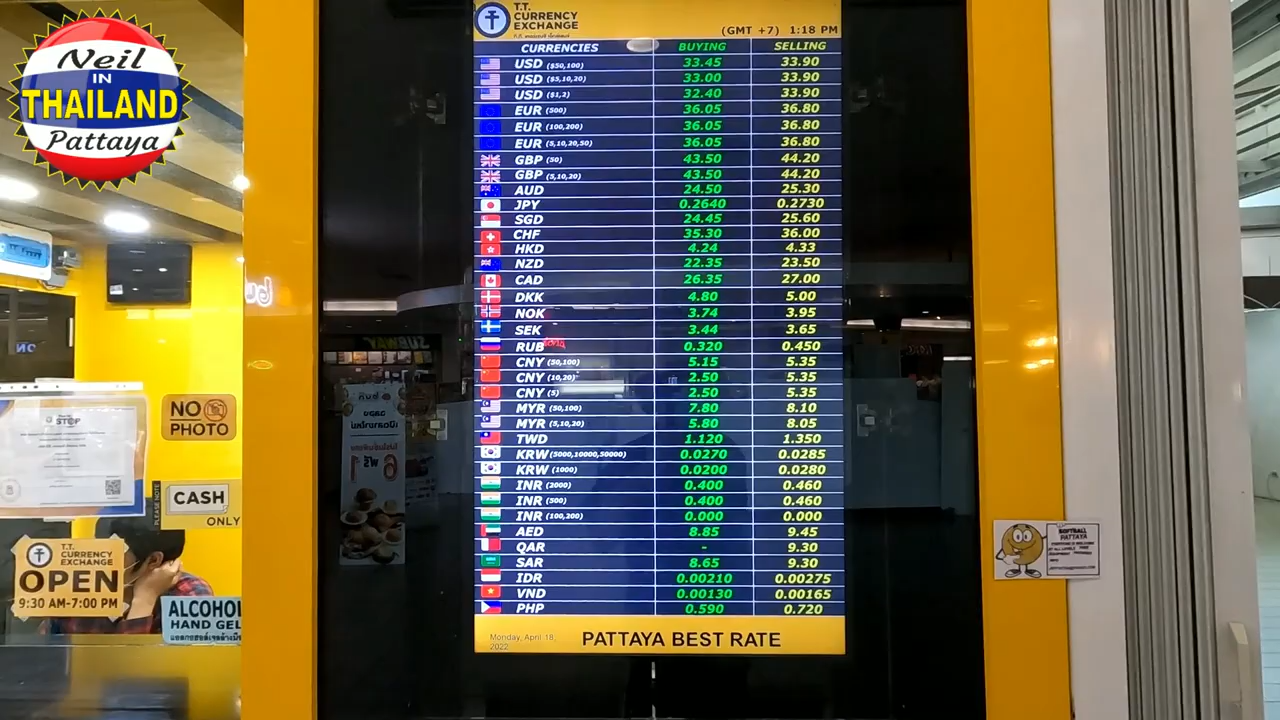 Neil
IN
THAILAND
Pattaya
T.T.
CURRENCY
EXCHANGE
(GMT +7) 1:18 PM
CURRENCIES BUYING SELLING
USD ($50,100) 33.45 33.90
USD ($5,10,20) 33.00 33.90
USD ($1,2) 32.40 33.90
EUR (500) 36.05 36.80
EUR (100,200) 36.05 36.80
EUR (5,10,20,50) 36.05 36.80
GBP (50) 43.50 44.20
GBP (5,10,20) 43.50 44.20
AUD 24.50 25.30
JPY 0.2640 0.2730
SGD 24.45 25.60
CHF 35.30 36.00
HKD 4.24 4.33
NZD 22.35 23.50
CAD 26.35 27.00
DKK 4.80 5.00
NOK 3.74 3.95
SEK 3.44 3.65
RUB 0.320 0.450
CNY (50,100) 5.15 5.35
CNY (10,20) 2.50 5.35
CNY (5) 2.50 5.35
MYR (50,100) 7.80 8.10
MYR (5,10,20) 5.80 8.05
TWD 1.120 1.350
KRW (5000,10000,50000) 0.0270 0.0285
KRW (1000) 0.0200 0.0280
INR (2000) 0.400 0.460
INR (500) 0.400 0.460
INR (100,200) 0.000 0.000
AED 8.85 9.45
QAR - 9.30
SAR 8.65 9.30
IDR 0.00210 0.00275
VND 0.00130 0.00165
PHP 0.590 0.720
Monday, April 18,
2022
PATTAYA BEST RATE
STOP
NO
PHOTO
PLEASE NOTE
CASH
ONLY
T.T.
CURRENCY
EXCHANGE
OPEN
9:30 AM-7:00 PM
ALCOHOL
HAND GEL
SUBWAY
SOFTBALL
PATTAYA